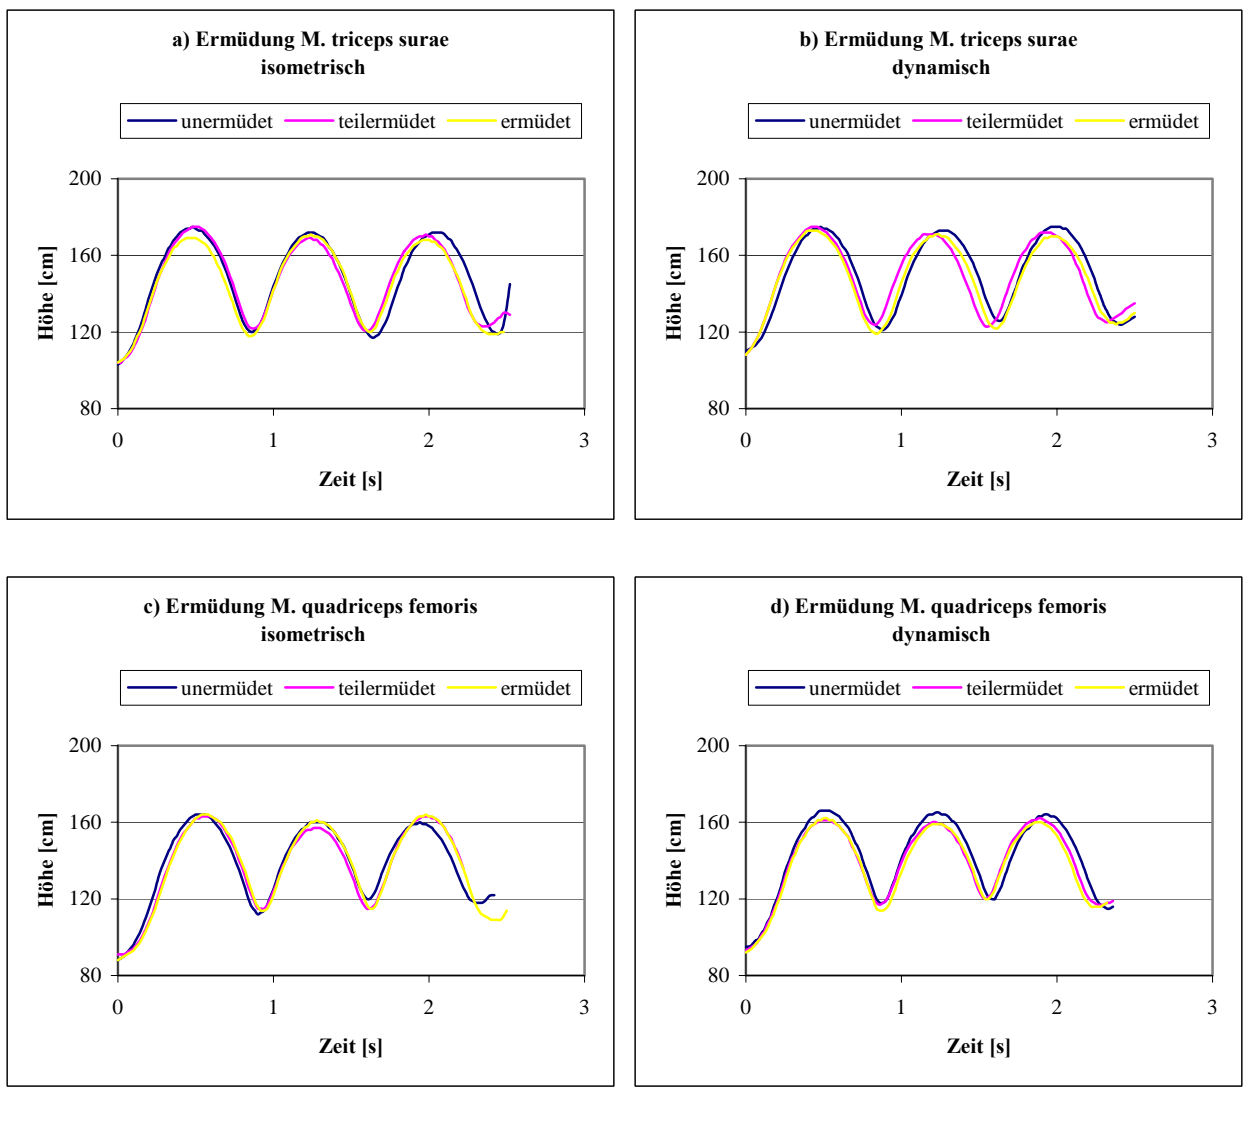 a) Ermüdung M. triceps surae
isometrisch
unermüdet teilermüdet ermüdet
200
160
120
80
Höhe [cm]
0 1 2 3
Zeit [s]
b) Ermüdung M. triceps surae
dynamisch
unermüdet teilermüdet ermüdet
200
160
120
80
Höhe [cm]
0 1 2 3
Zeit [s]
c) Ermüdung M. quadriceps femoris
isometrisch
unermüdet teilermüdet ermüdet
200
160
120
80
Höhe [cm]
0 1 2 3
Zeit [s]
d) Ermüdung M. quadriceps femoris
dynamisch
unermüdet teilermüdet ermüdet
200
160
120
80
Höhe [cm]
0 1 2 3
Zeit [s]